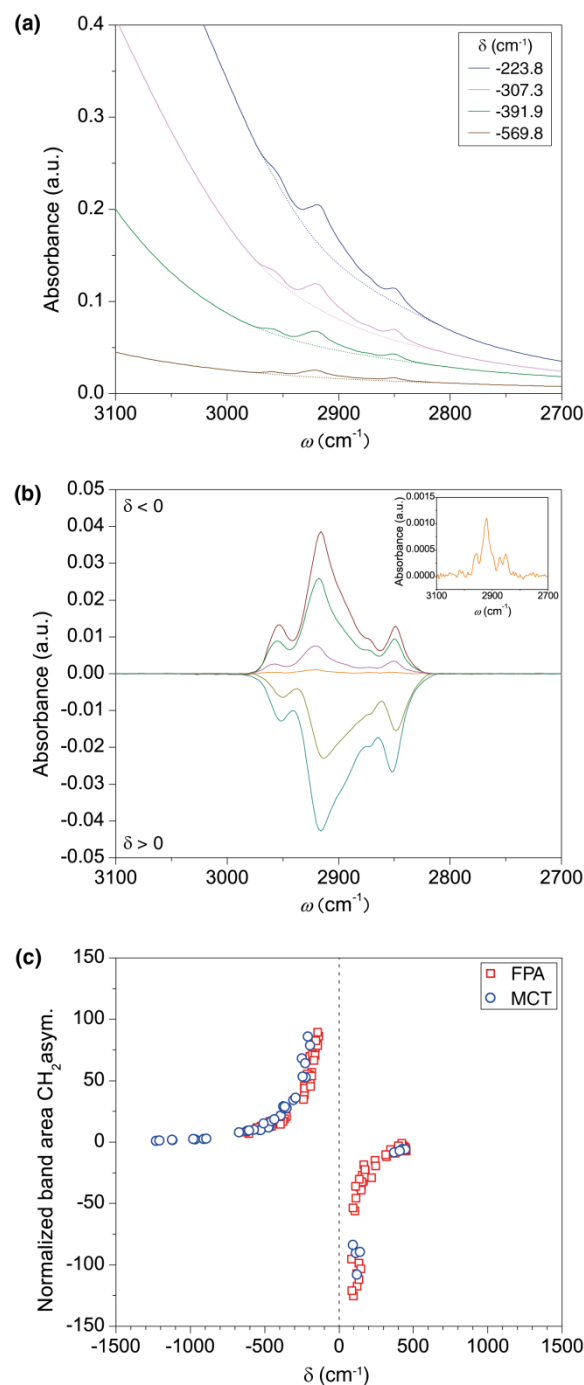 (a)
δ (cm⁻¹)
-223.8
-307.3
-391.9
-569.8
0.4
0.3
0.2
0.1
0.0
Absorbance (a.u.)
3100 3000 2900 2800 2700
ω (cm⁻¹)
(b)
0.05
0.04
0.03
0.02
0.01
0.00
-0.01
-0.02
-0.03
-0.04
-0.05
Absorbance (a.u.)
δ < 0
δ > 0
0.0015
0.0010
0.0005
0.0000
Absorbance (a.u.)
3100 2900 2700
ω (cm⁻¹)
3100 3000 2900 2800 2700
ω (cm⁻¹)
(c)
150
100
50
0
-50
-100
-150
Normalized band area CH₂asym.
FPA
MCT
-1500 -1000 -500 0 500 1000 1500
δ (cm⁻¹)